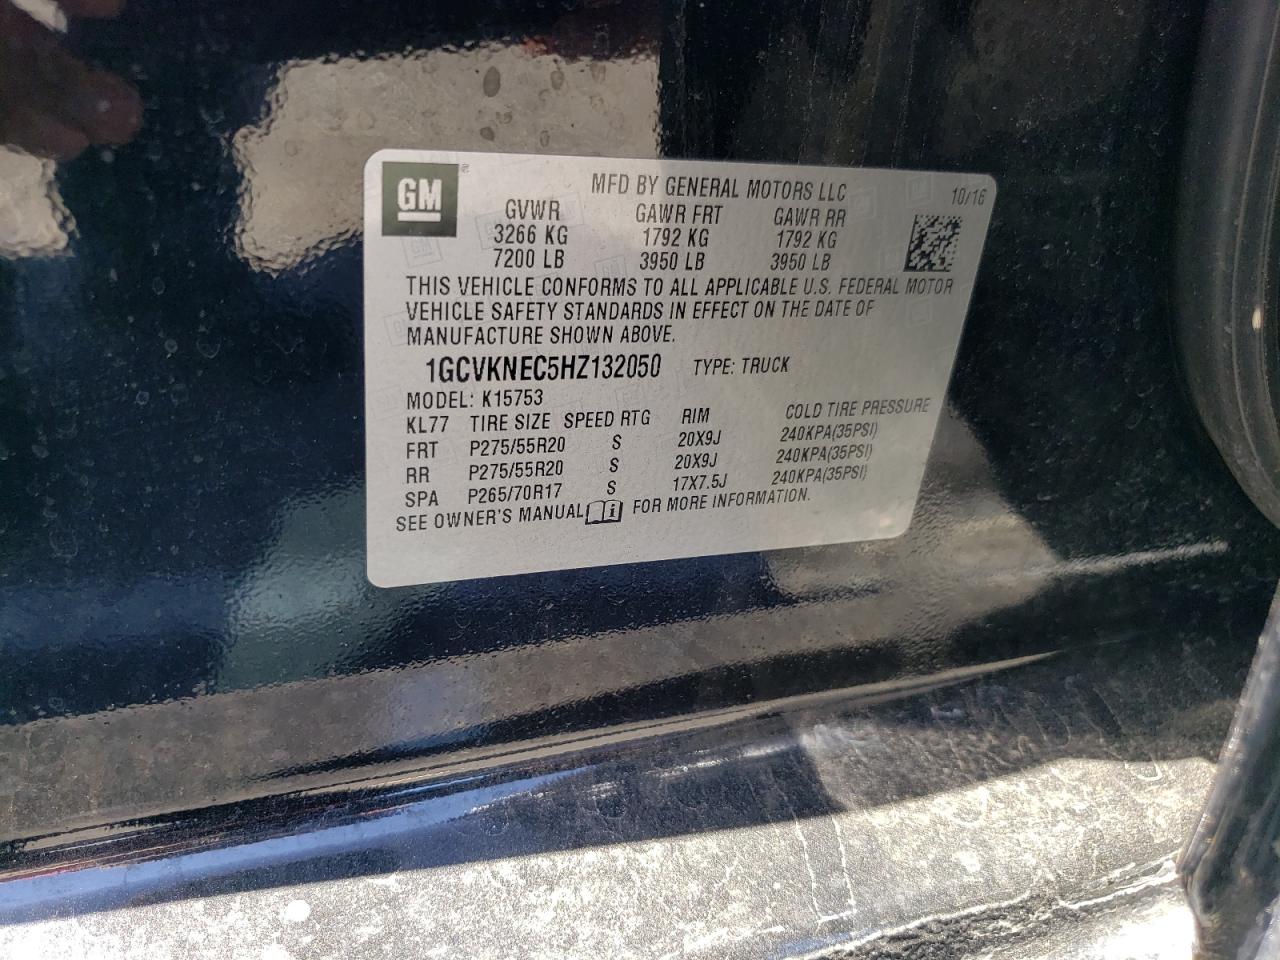 GM ®
MFD BY GENERAL MOTORS LLC 10/16
GVWR GAWR FRT GAWR RR
3266 KG 1792 KG 1792 KG
7200 LB 3950 LB 3950 LB
THIS VEHICLE CONFORMS TO ALL APPLICABLE U.S. FEDERAL MOTOR
VEHICLE SAFETY STANDARDS IN EFFECT ON THE DATE OF
MANUFACTURE SHOWN ABOVE.
1GCVKNEC5HZ132050 TYPE: TRUCK
MODEL: K15753
KL77 TIRE SIZE SPEED RTG RIM COLD TIRE PRESSURE
FRT P275/55R20 S 20X9J 240KPA(35PSI)
RR P275/55R20 S 20X9J 240KPA(35PSI)
SPA P265/70R17 S 17X7.5J 240KPA(35PSI)
SEE OWNER'S MANUAL i FOR MORE INFORMATION.